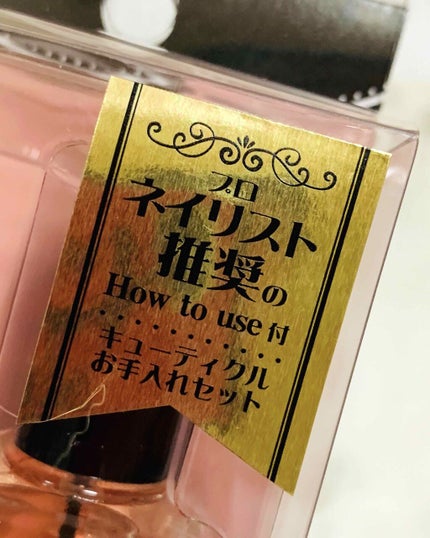 プロ
ネイリスト
推奨の
How to use付
キューティクル
お手入れセット